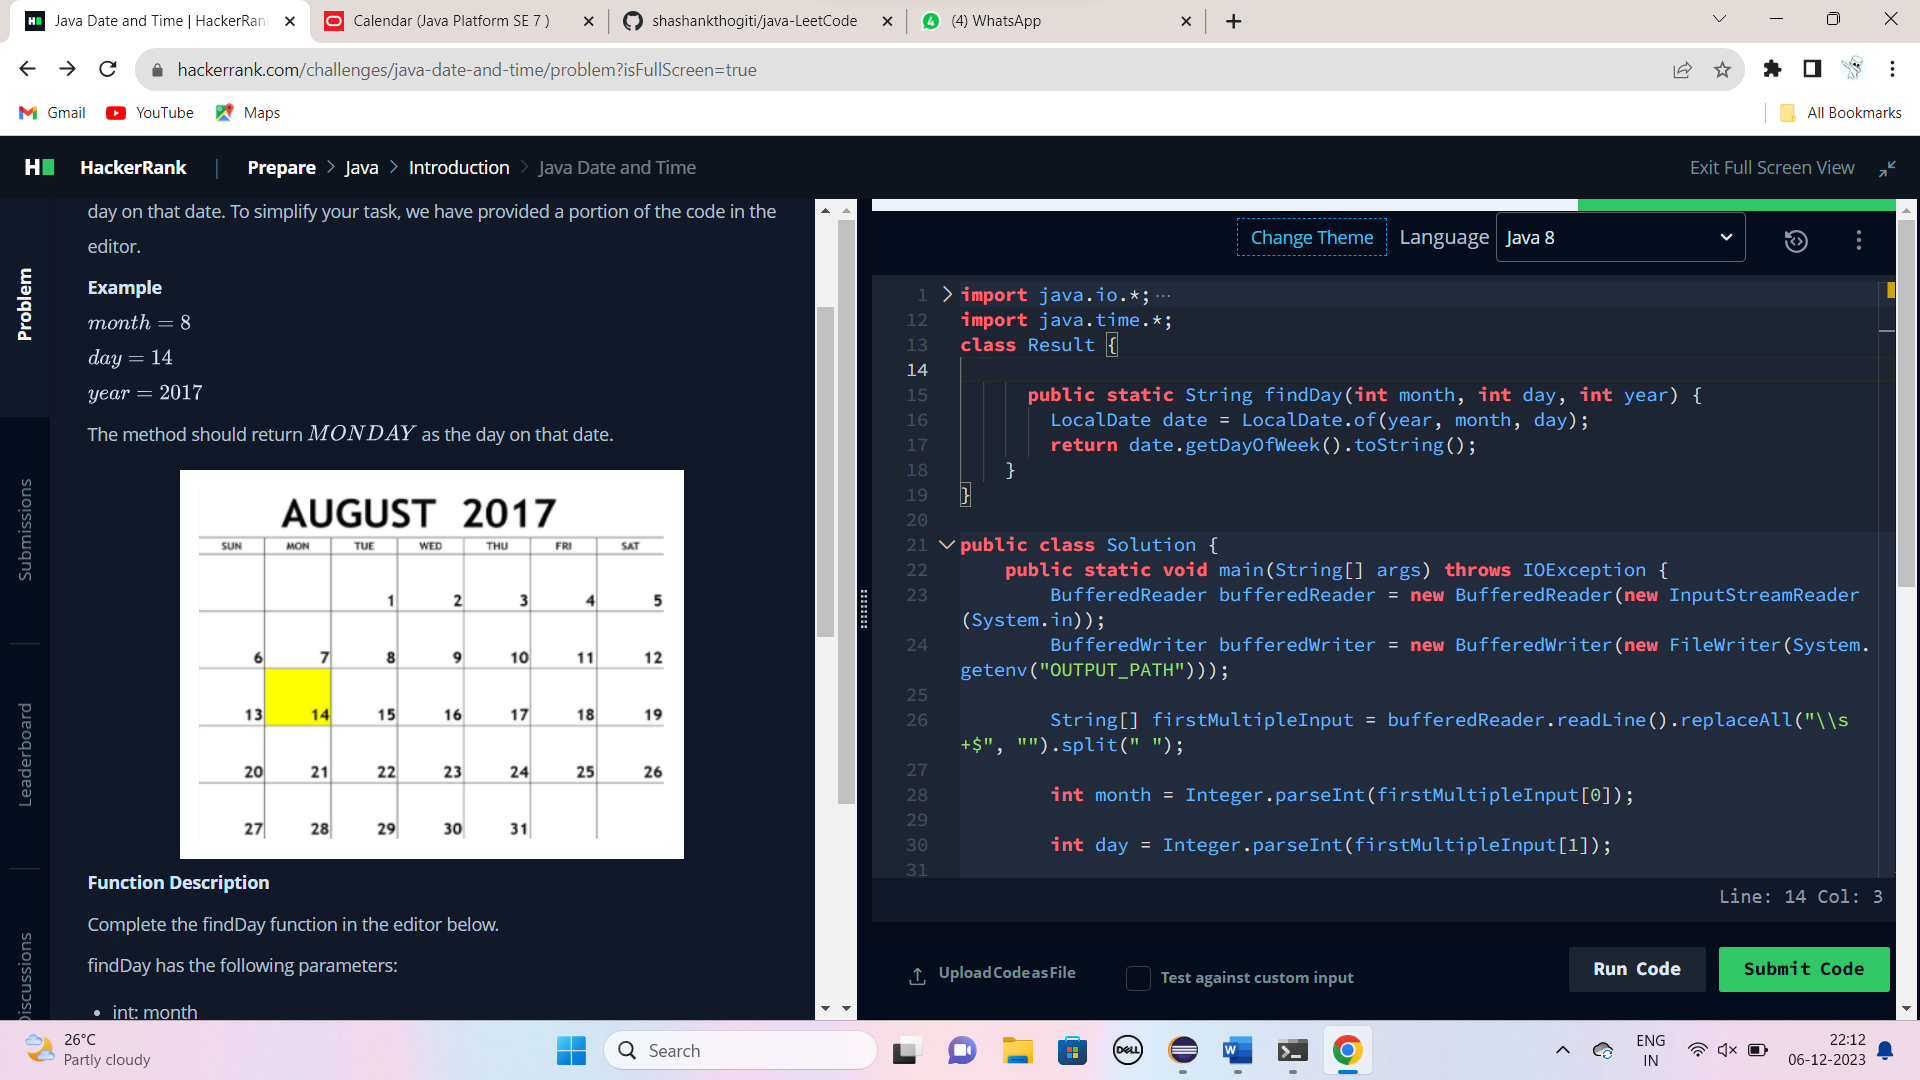 Java Date and Time | HackerRan
Calendar (Java Platform SE 7 )
shashankthogiti/java-LeetCode
(4) WhatsApp
hackerrank.com/challenges/java-date-and-time/problem?isFullScreen=true
Gmail
YouTube
Maps
All Bookmarks
HackerRank
Prepare
Java
Introduction
Java Date and Time
Exit Full Screen View
Problem
Submissions
Leaderboard
Discussions
day on that date. To simplify your task, we have provided a portion of the code in the
editor.
Example
month = 8
day = 14
year = 2017
The method should return MONDAY as the day on that date.
AUGUST 2017
SUN MON TUE WED THU FRI SAT
1 2 3 4 5
6 7 8 9 10 11 12
13 14 15 16 17 18 19
20 21 22 23 24 25 26
27 28 29 30 31
Function Description
Complete the findDay function in the editor below.
findDay has the following parameters:
• int: month
Change Theme
Language
Java 8
1 import java.io.*;···
12 import java.time.*;
13 class Result {
14
15 public static String findDay(int month, int day, int year) {
16 LocalDate date = LocalDate.of(year, month, day);
17 return date.getDayOfWeek().toString();
18 }
19 }
20
21 public class Solution {
22 public static void main(String[] args) throws IOException {
23 BufferedReader bufferedReader = new BufferedReader(new InputStreamReader
(System.in));
24 BufferedWriter bufferedWriter = new BufferedWriter(new FileWriter(System.
getenv("OUTPUT_PATH")));
25
26 String[] firstMultipleInput = bufferedReader.readLine().replaceAll("\\s
+$", "").split(" ");
27
28 int month = Integer.parseInt(firstMultipleInput[0]);
29
30 int day = Integer.parseInt(firstMultipleInput[1]);
31
Line: 14 Col: 3
Upload Code as File
Test against custom input
Run Code
Submit Code
26°C
Partly cloudy
Search
DELL
ENG
IN
22:12
06-12-2023